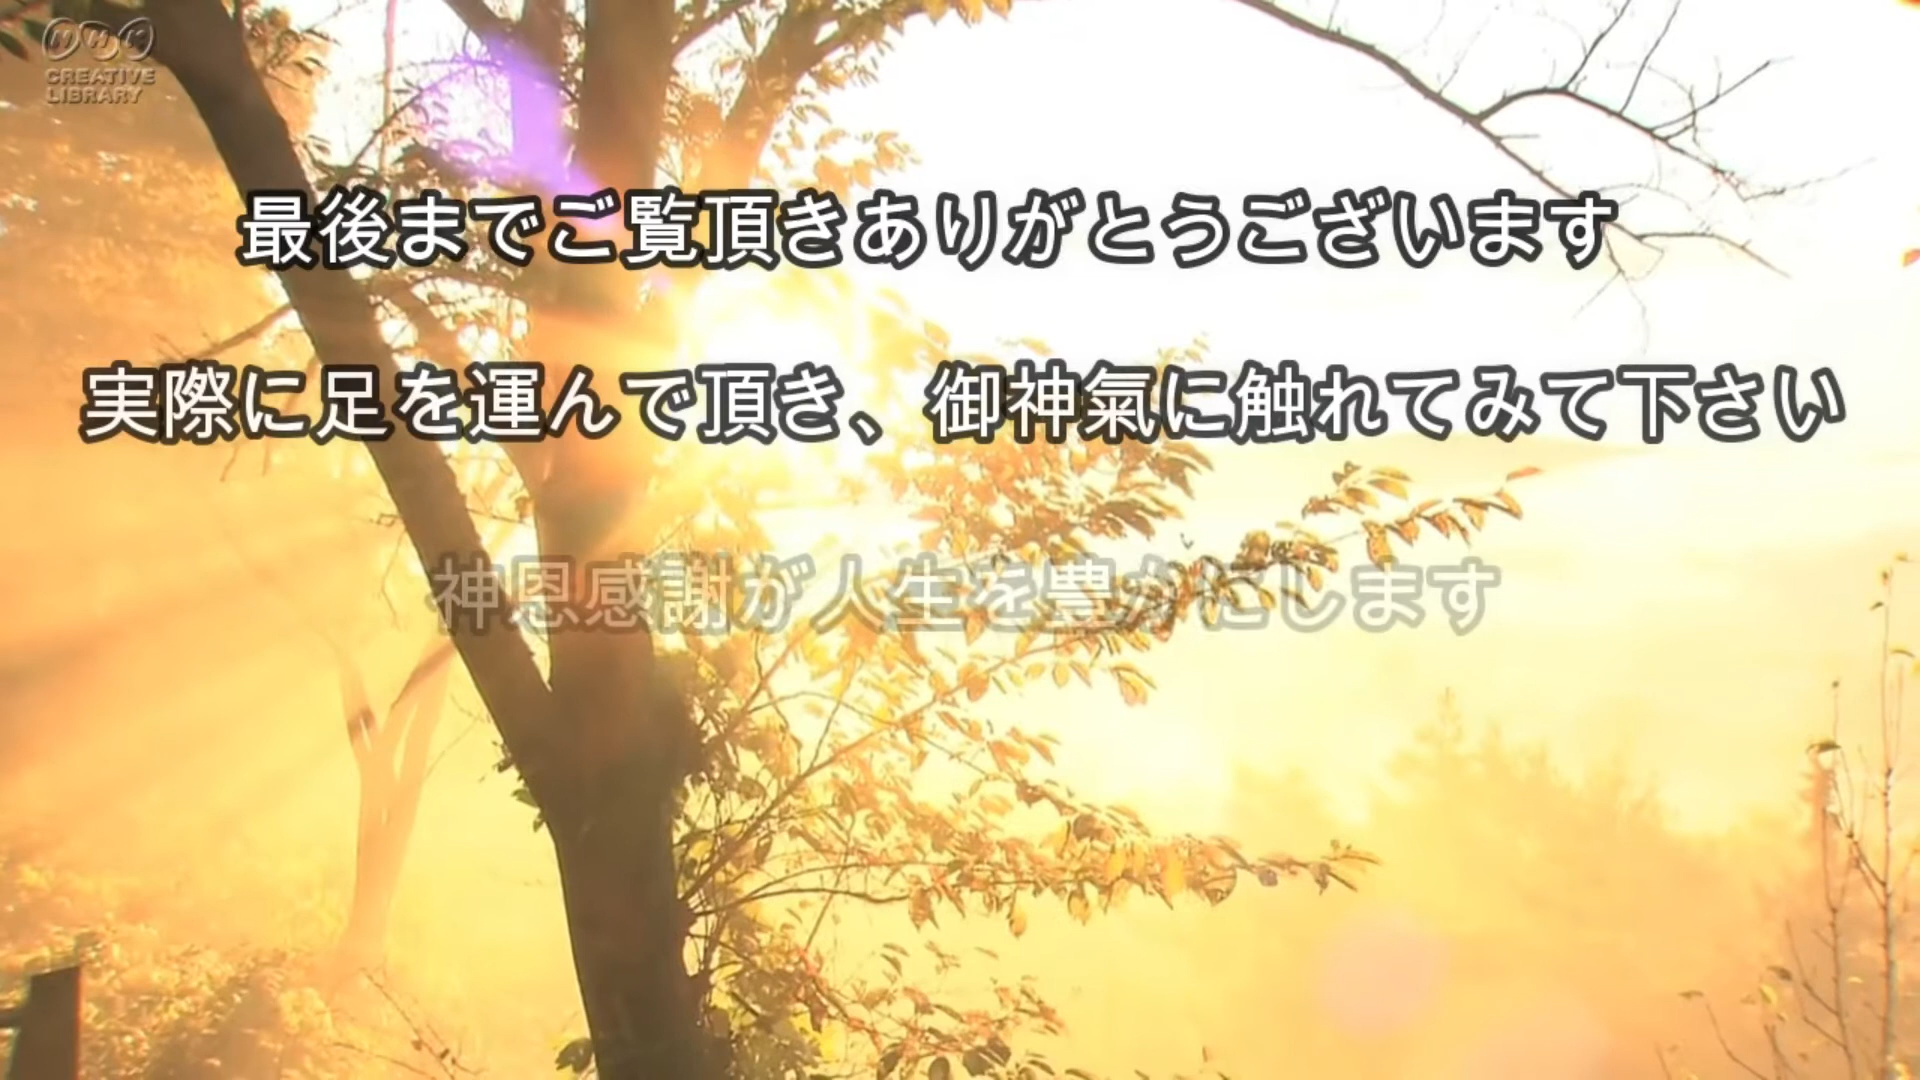 NHK
CREATIVE
LIBRARY
最後までご覧頂きありがとうございます
実際に足を運んで頂き、御神氣に触れてみて下さい
神恩感謝が人生を豊かにします